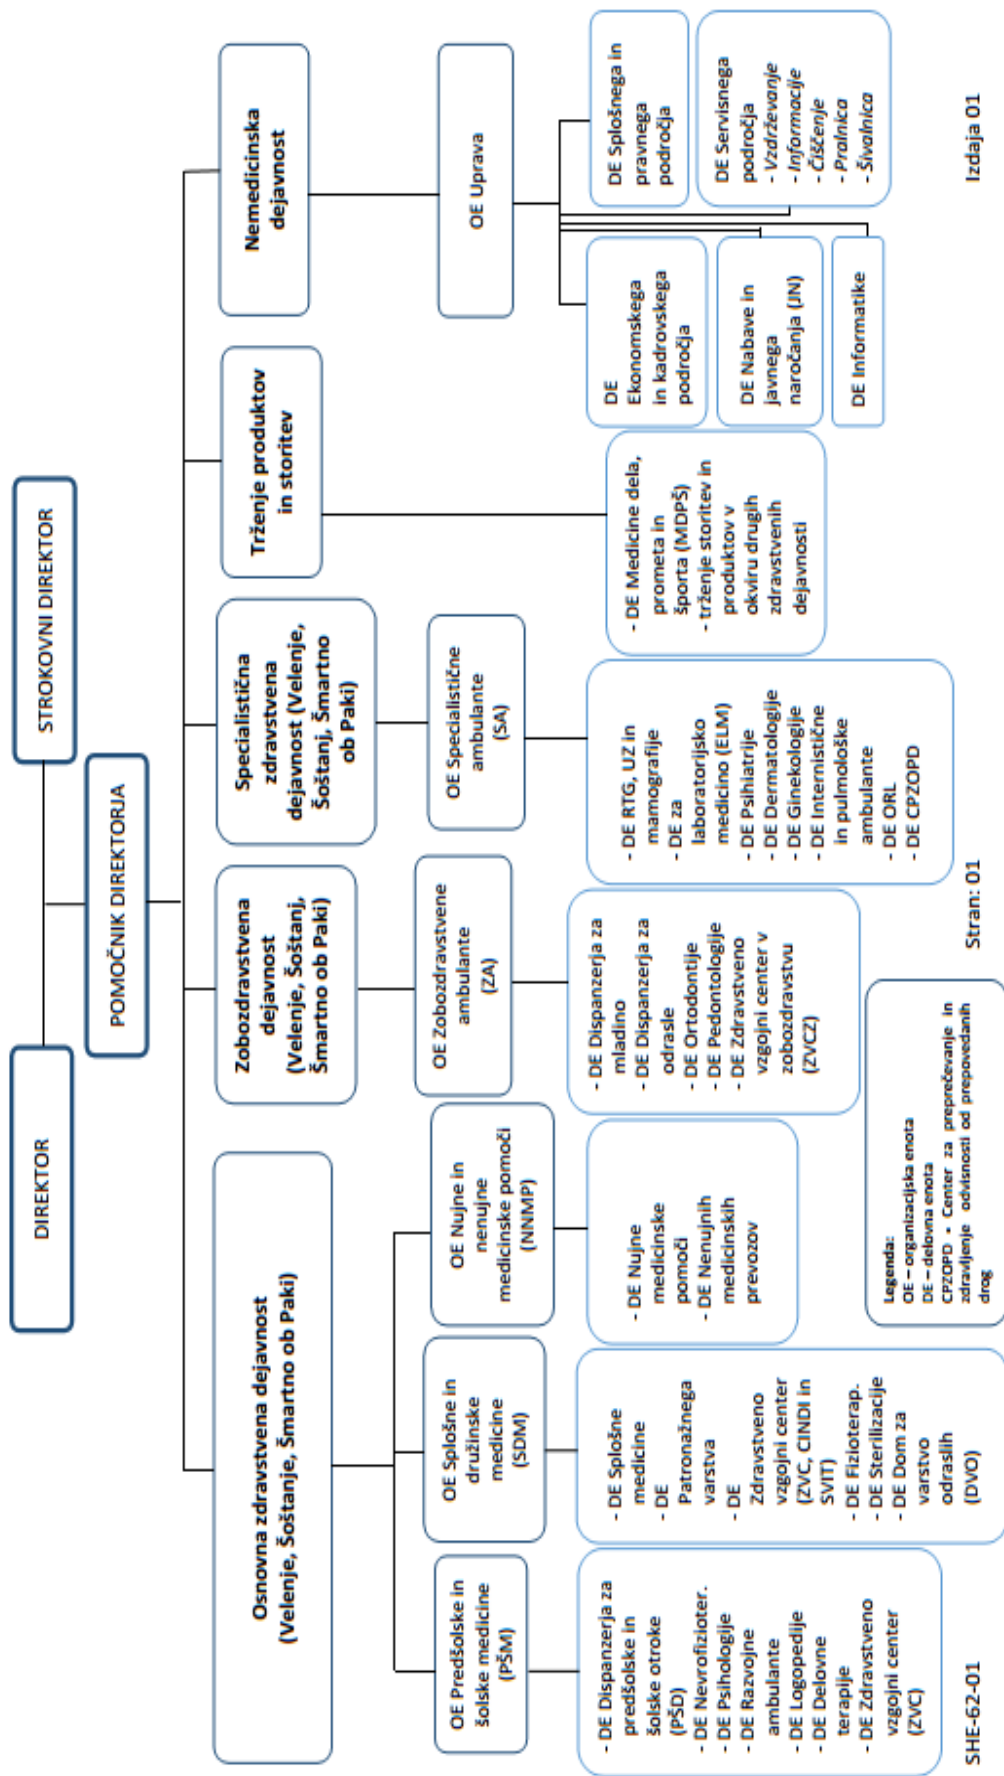 DIREKTOR
STROKOVNI DIREKTOR
POMOČNIK DIREKTORJA
Osnovna zdravstvena dejavnost
(Velenje, Šoštanje, Šmartno ob Paki)
Zobozdravstvena
dejavnost
(Velenje, Šoštanj,
Šmartno ob Paki)
Specialistična
zdravstvena
dejavnost (Velenje,
Šoštanj, Šmartno
ob Paki)
Trženje produktov
in storitev
Nemedicinska
dejavnost
OE Predšolske in
šolske medicine
(PŠM)
OE Splošne in
družinske
medicine
(SDM)
OE Nujne in
nenujne
medicinske pomoči
(NNMP)
OE Zobozdravstvene
ambulante
(ZA)
OE Specialistične
ambulante
(SA)
OE Uprava
- DE Dispanzerja za
predšolske in
šolske otroke
(PŠD)
- DE Nevrofizioter.
- DE Psihologije
- DE Razvojne
ambulante
- DE Logopedije
- DE Delovne
terapije
- DE Zdravstveno
vzgojni center
(ZVC)
- DE Splošne
medicine
- DE
Patronažnega
varstva
- DE
Zdravstveno
vzgojni center
(ZVC, CINDI in
SVIT)
- DE Fizioterap.
- DE Sterilizacije
- DE Dom za
varstvo
odraslih
(DVO)
- DE Nujne
medicinske
pomoči
- DE Nenujnih
medicinskih
prevozov
- DE Dispanzerja za
mladino
- DE Dispanzerja za
odrasle
- DE Ortodontije
- DE Pedontologije
- DE Zdravstveno
vzgojni center v
zobozdravstvu
(ZVCZ)
- DE RTG, UZ in
mamografije
- DE za
laboratorijsko
medicino (ELM)
- DE Psihiatrije
- DE Dermatologije
- DE Ginekologije
- DE Internistične
in pulmološke
ambulante
- DE ORL
- DE CPZOPD
- DE Medicine dela,
prometa in
športa (MDPŠ)
- trženje storitev in
produktov v
okviru drugih
zdravstvenih
dejavnosti
DE
Ekonomskega
in kadrovskega
področja
DE Splošnega in
pravnega
področja
DE Nabave in
javnega
naročanja (JN)
DE Servisnega
področja
- Vzdrževanje
- Informacije
- Čiščenje
- Pralnica
- Šivalnica
DE Informatike
Legenda:
OE – organizacijska enota
DE – delovna enota
CPZOPD - Center za preprečevanje in
zdravljenje odvisnosti od prepovedanih
drog
SHE-62-01
Stran: 01
Izdaja 01